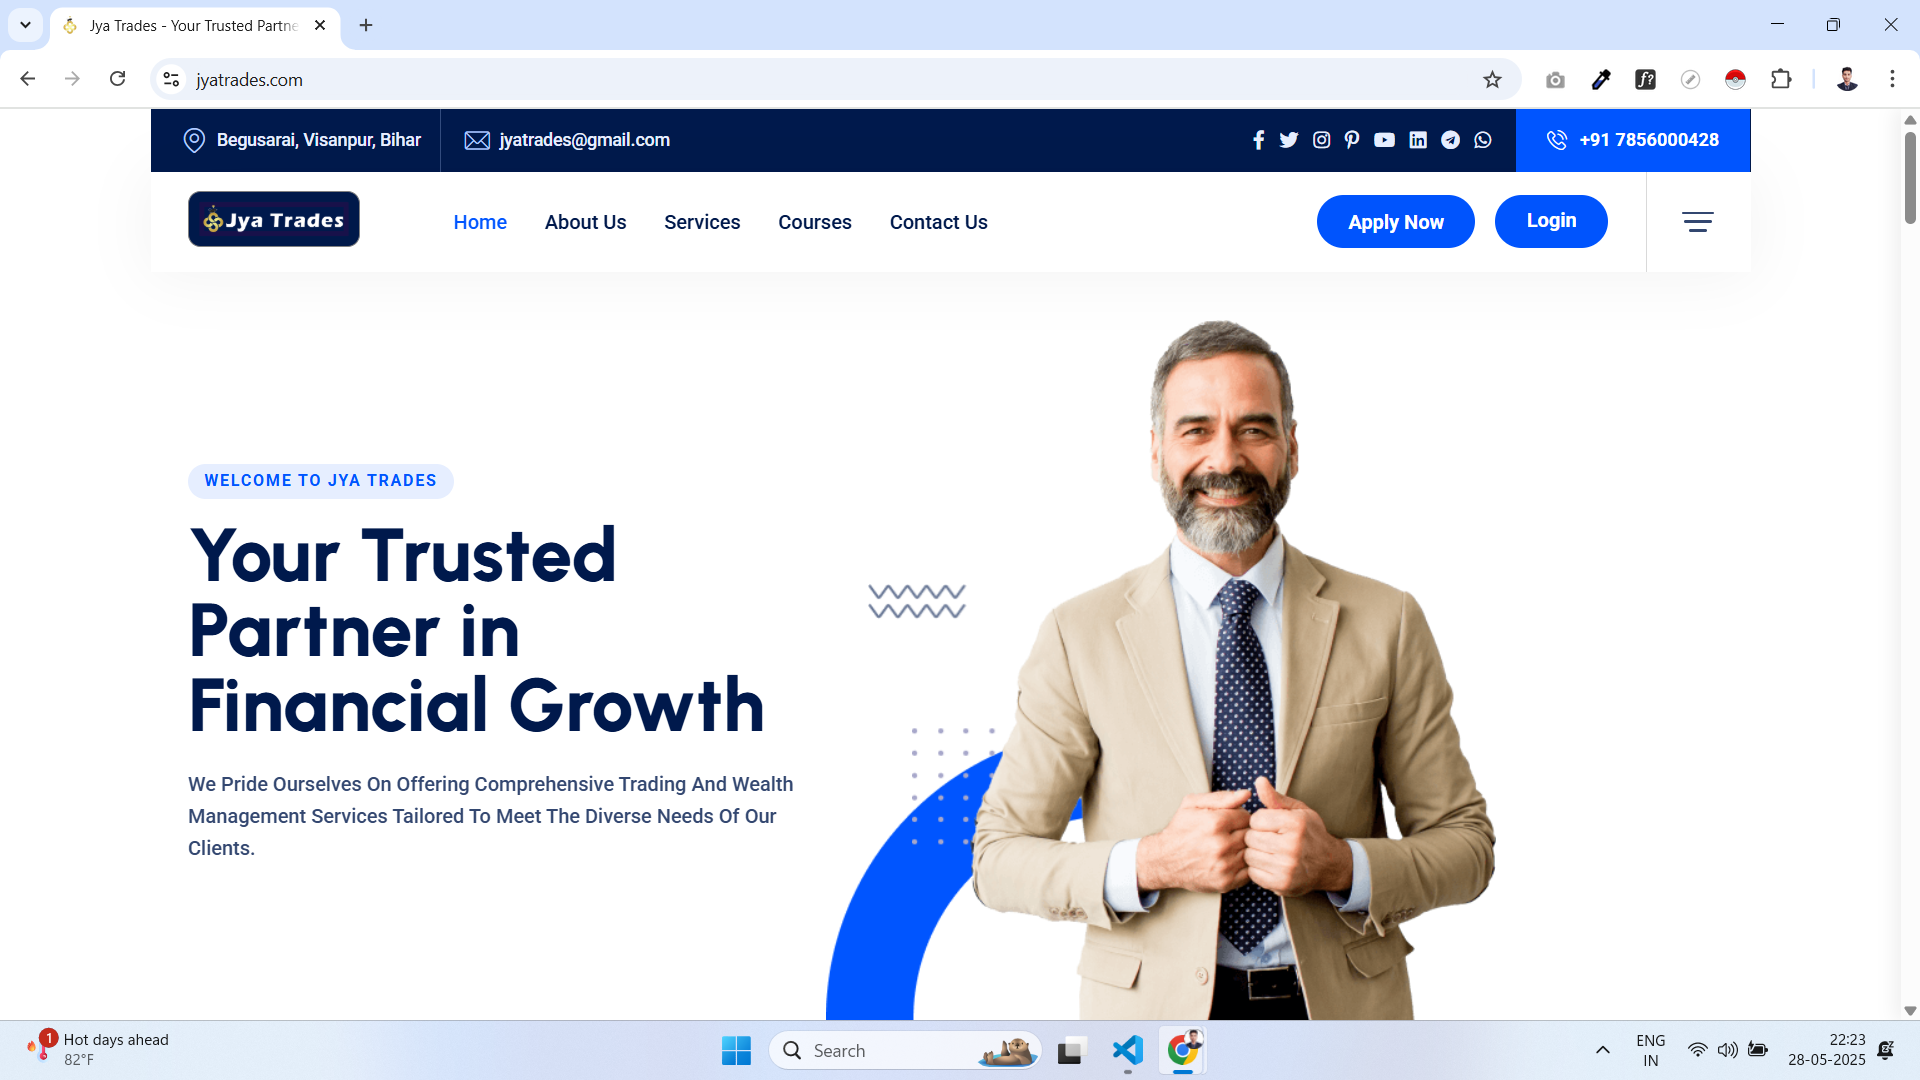 Jya Trades - Your Trusted Partne
jyatrades.com
Begusarai, Visanpur, Bihar
jyatrades@gmail.com
+91 7856000428
Jya Trades
Home
About Us
Services
Courses
Contact Us
Apply Now
Login
WELCOME TO JYA TRADES
Your Trusted
Partner in
Financial Growth
We Pride Ourselves On Offering Comprehensive Trading And Wealth
Management Services Tailored To Meet The Diverse Needs Of Our
Clients.
1
Hot days ahead
82°F
Search
ENG
IN
22:23
28-05-2025